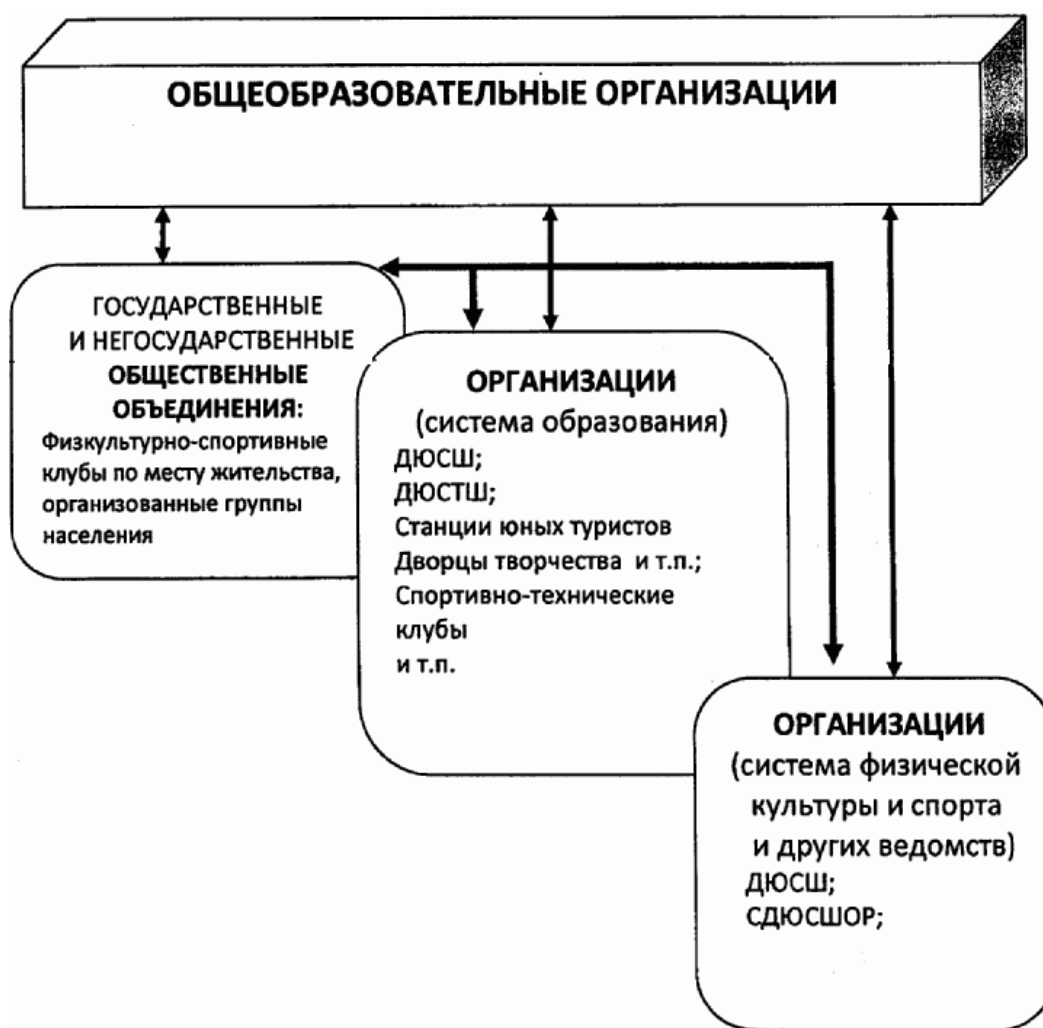 ОБЩЕОБРАЗОВАТЕЛЬНЫЕ ОРГАНИЗАЦИИ
ГОСУДАРСТВЕННЫЕ
И НЕГОСУДАРСТВЕННЫЕ
ОБЩЕСТВЕННЫЕ
ОБЪЕДИНЕНИЯ:
Физкультурно-спортивные
клубы по месту жительства,
организованные группы
населения
ОРГАНИЗАЦИИ
(система образования)
ДЮСШ;
ДЮСТШ;
Станции юных туристов
Дворцы творчества и т.п.;
Спортивно-технические
клубы
и т.п.
ОРГАНИЗАЦИИ
(система физической
культуры и спорта
и других ведомств)
ДЮСШ;
СДЮСШОР;